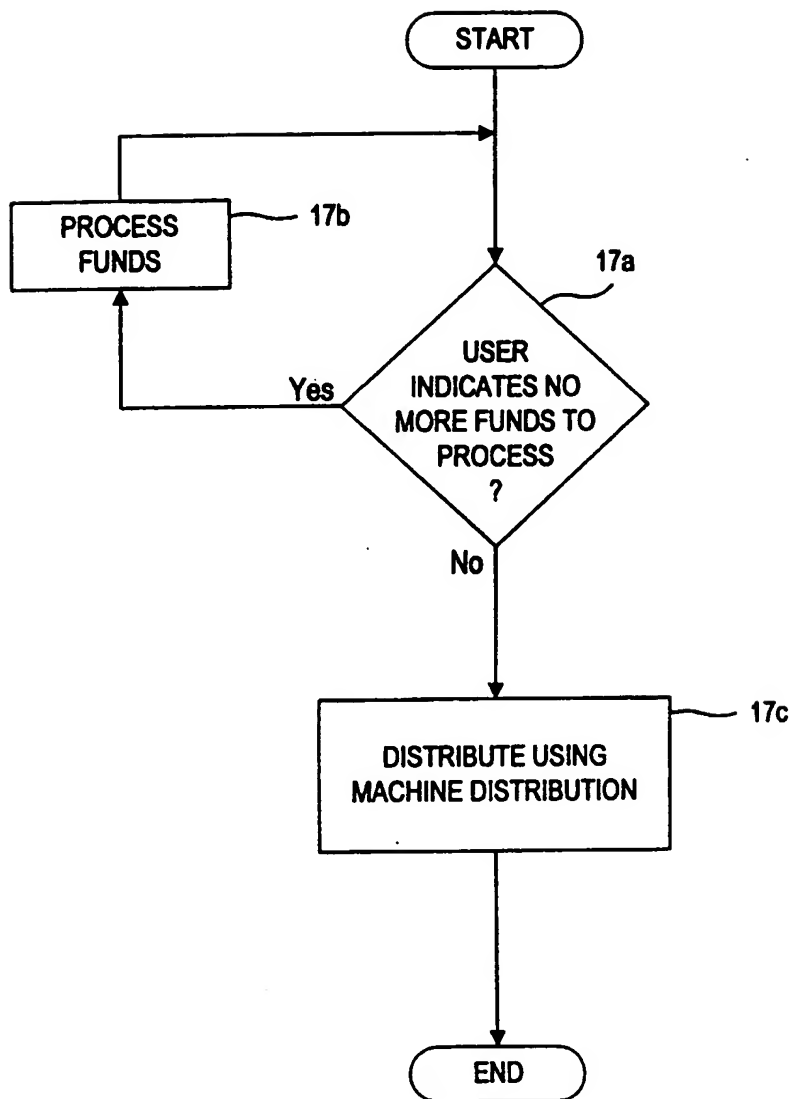 START
PROCESS
FUNDS
17b
17a
USER
INDICATES NO
MORE FUNDS TO
PROCESS
?
Yes
No
17c
DISTRIBUTE USING
MACHINE DISTRIBUTION
END